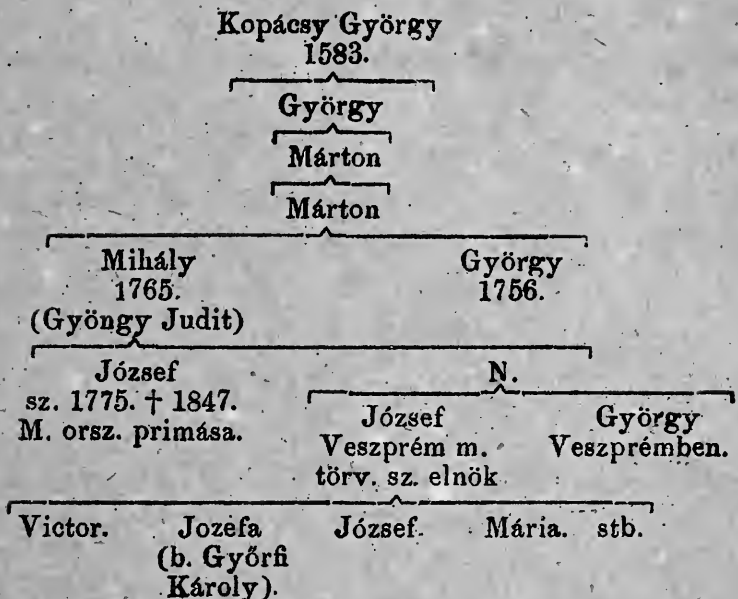 Kopácsy György
1583.
György
Márton
Márton
Mihály György
1765. 1756.
(Gyöngy Judit)
József N.
sz. 1775. † 1847. József György
M. orsz. primása. Veszprém m. Veszprémben.
törv. sz. elnök
Victor. Jozefa József. Mária. stb.
(b. Győrfi
Károly).